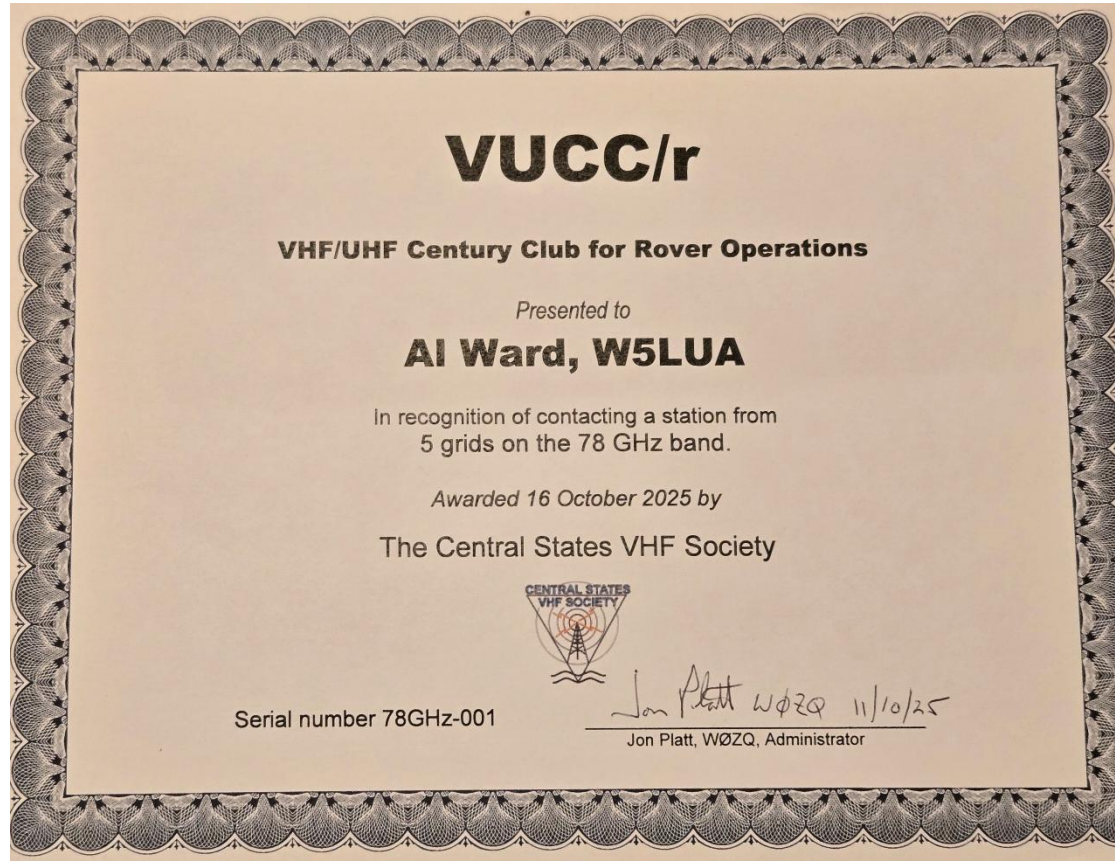 VUCC/r
VHF/UHF Century Club for Rover Operations
Presented to
Al Ward, W5LUA
In recognition of contacting a station from
5 grids on the 78 GHz band.
Awarded 16 October 2025 by
The Central States VHF Society
CENTRAL STATES
VHF SOCIETY
Jon Platt WØZQ 11/10/25
Serial number 78GHz-001
Jon Platt, WØZQ, Administrator